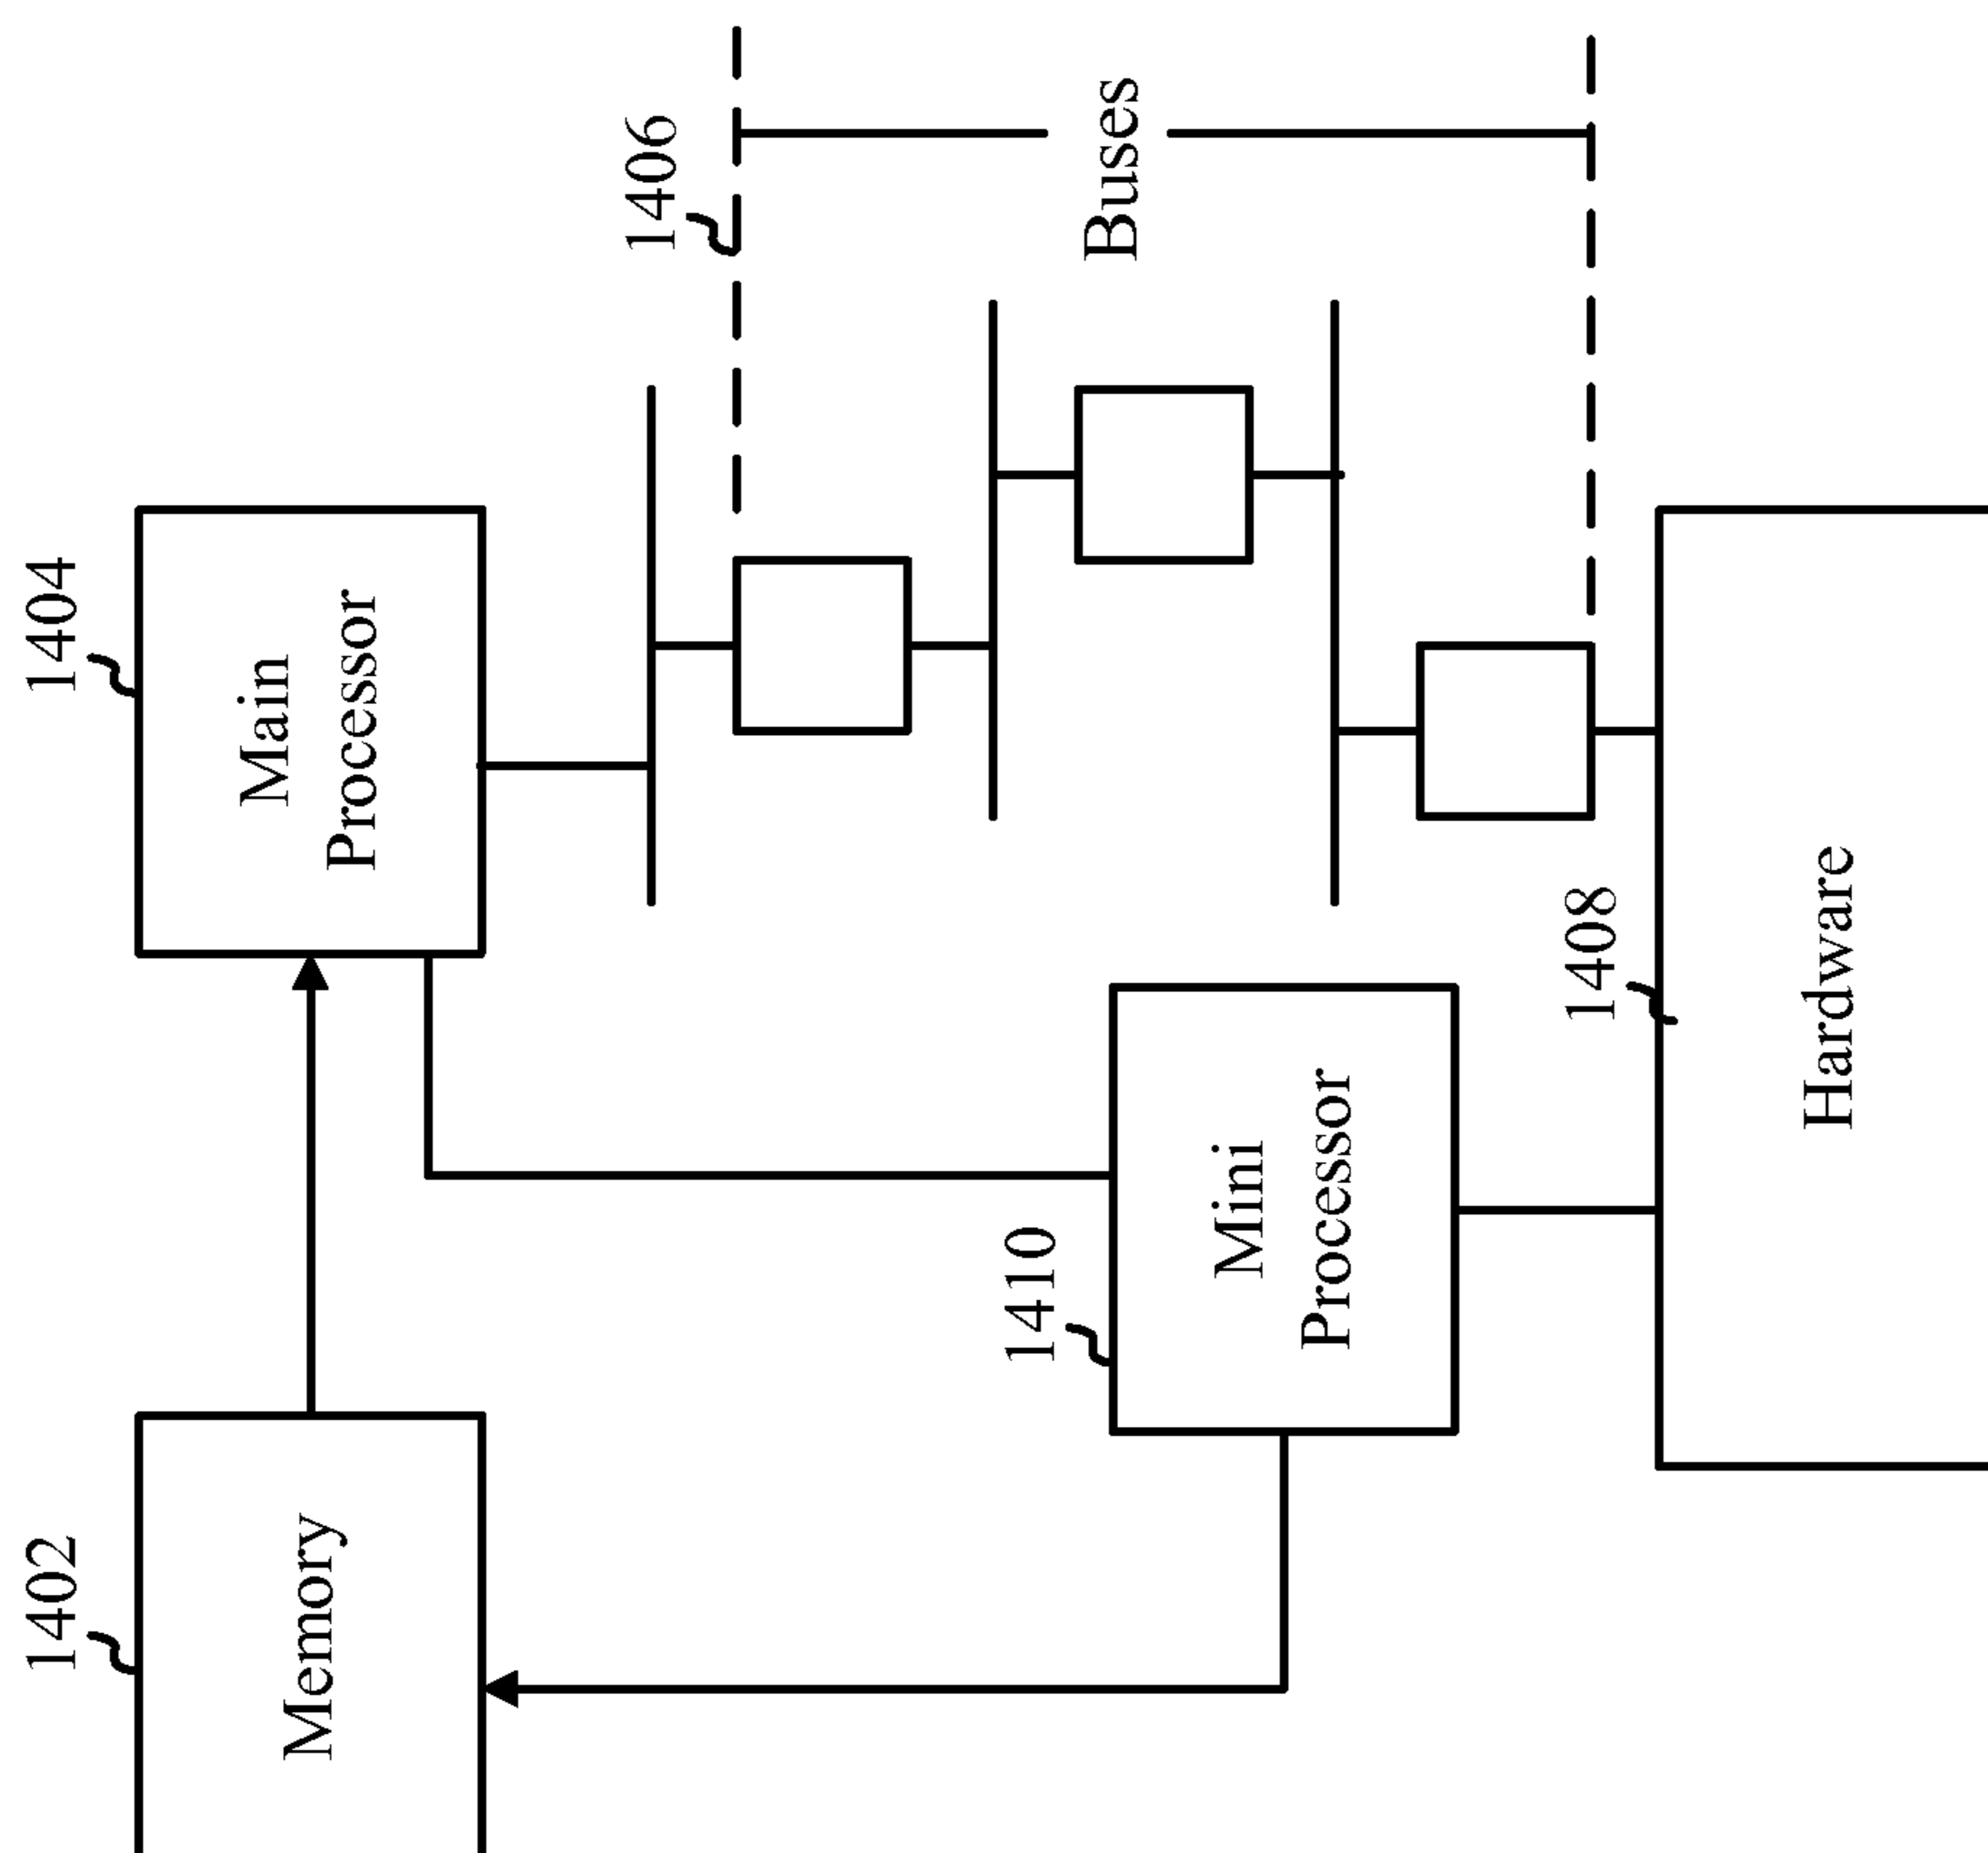 1402
Memory
1404
Main
Processor
1406
Buses
1410
Mini
Processor
1408
Hardware